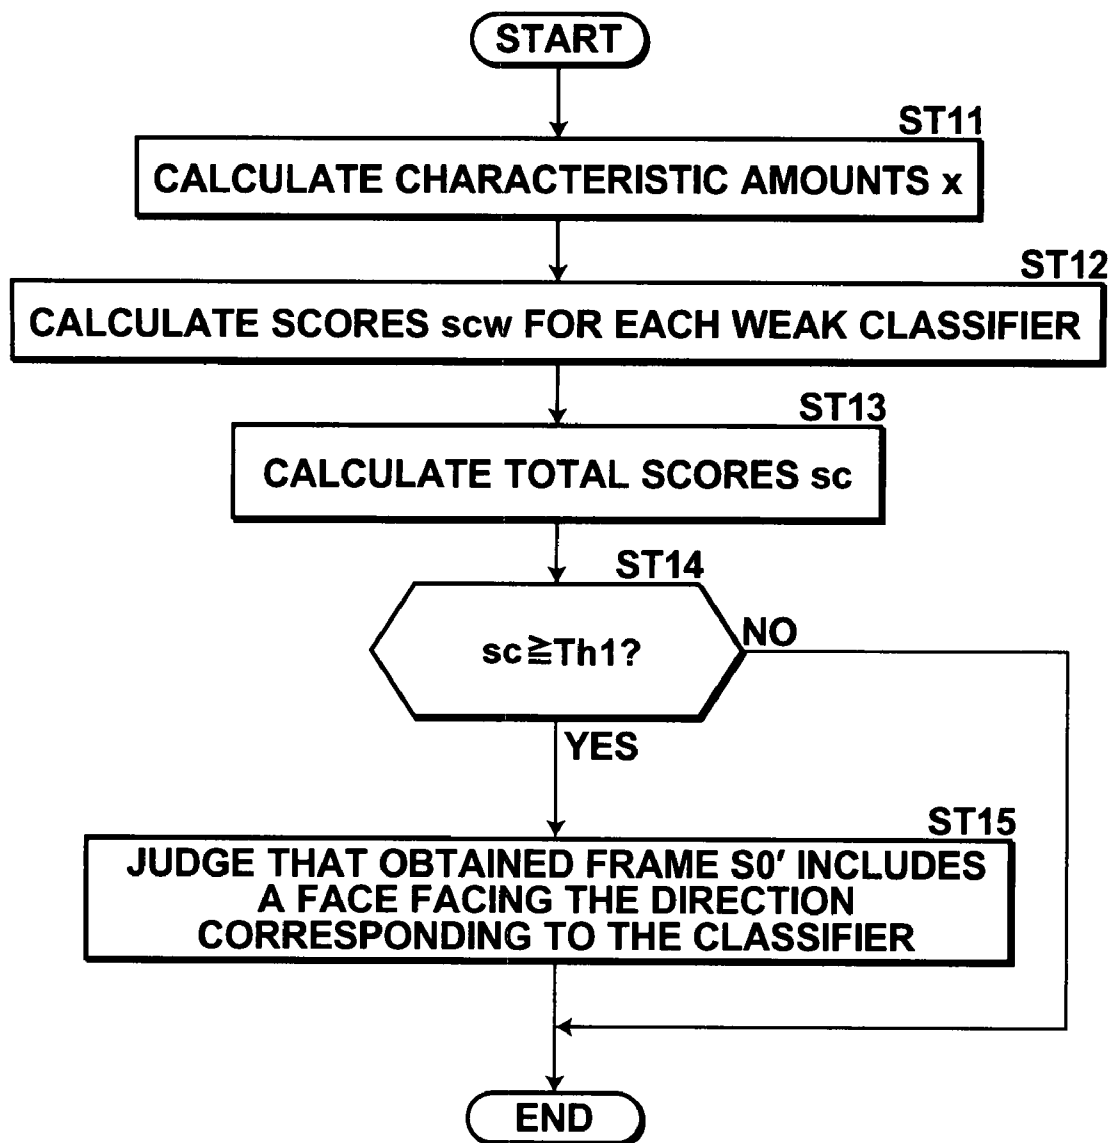 START
ST11
CALCULATE CHARACTERISTIC AMOUNTS x
ST12
CALCULATE SCORES scw FOR EACH WEAK CLASSIFIER
ST13
CALCULATE TOTAL SCORES sc
ST14
sc≧Th1?
NO
YES
ST15
JUDGE THAT OBTAINED FRAME S0′ INCLUDES
A FACE FACING THE DIRECTION
CORRESPONDING TO THE CLASSIFIER
END